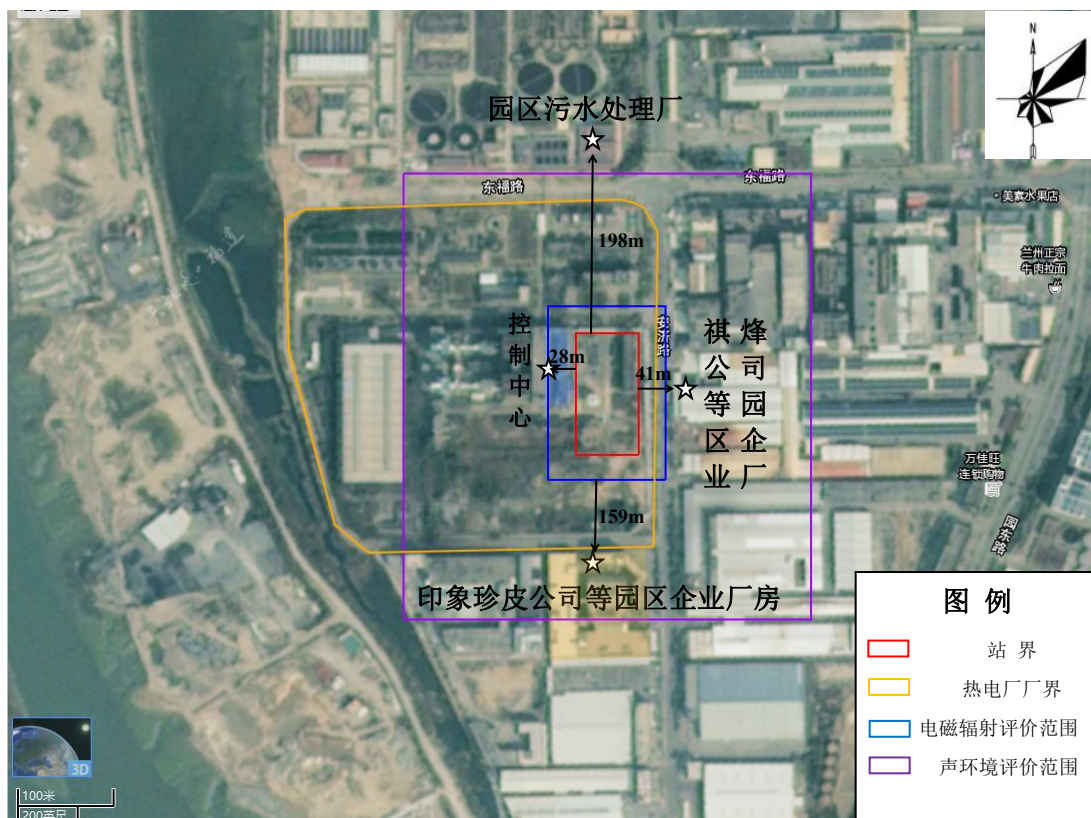 N
园区污水处理厂
东福路
东福路
美素水果店
198m
兰州正宗
牛肉拉面
控制中心
28m
41m
祺烽
公司
等园
区企
业厂
万佳旺
连锁购物
园东路
159m
印象珍皮公司等园区企业厂房
图 例
站 界
热电厂厂界
电磁辐射评价范围
声环境评价范围
3D
100米
200英尺